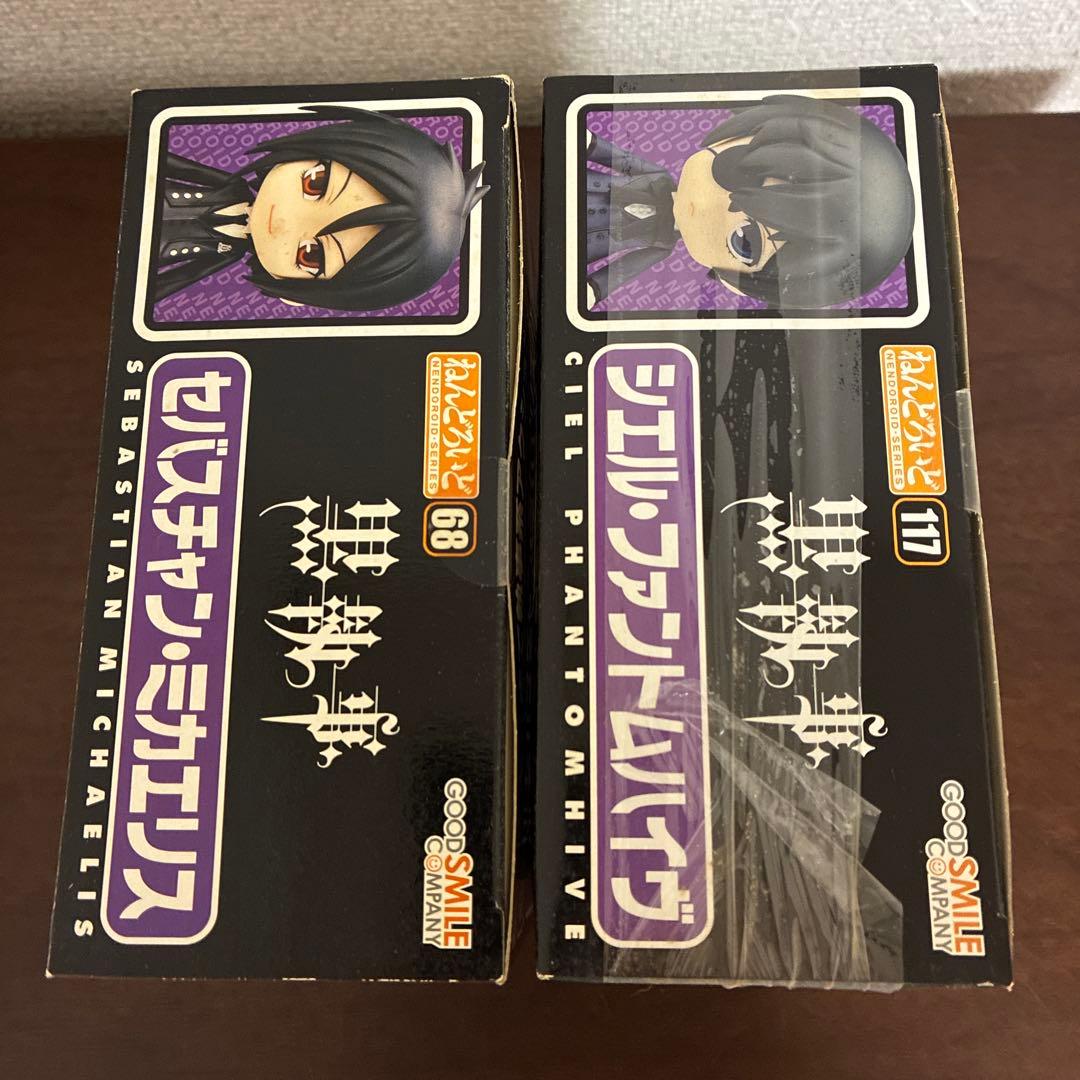 ねんどろいど
NENDOROID·SERIES
68
黒執事
セバスチャン・ミカエリス
SEBASTIAN MICHAELIS
GOOD SMILE COMPANY
ねんどろいど
NENDOROID·SERIES
117
黒執事
シエル・ファントムハイヴ
CIEL PHANTOMHIVE
GOOD SMILE COMPANY